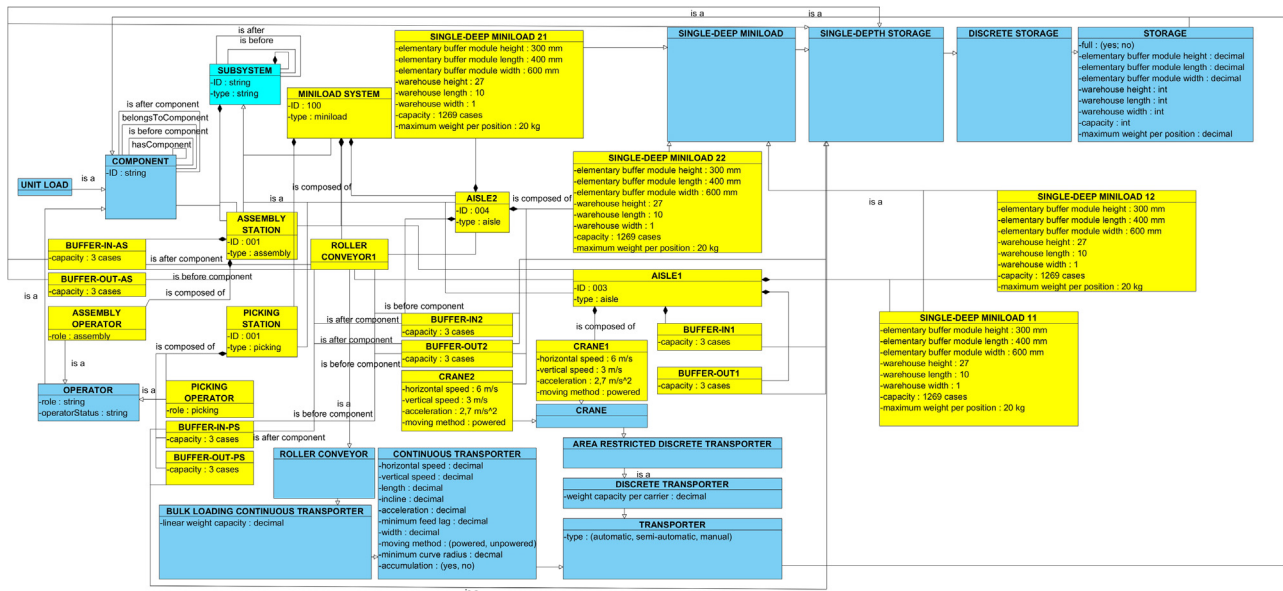 is a
is after
is before
SUBSYSTEM
-ID : string
-type : string
MINILOAD SYSTEM
-ID : 100
-type : miniload
SINGLE-DEEP MINILOAD 21
-elementary buffer module height : 300 mm
-elementary buffer module length : 400 mm
-elementary buffer module width : 600 mm
-warehouse height : 27
-warehouse length : 10
-warehouse width : 1
-capacity : 1269 cases
-maximum weight per position : 20 kg
SINGLE-DEEP MINILOAD
SINGLE-DEPTH STORAGE
DISCRETE STORAGE
STORAGE
-full : (yes; no)
-elementary buffer module height : decimal
-elementary buffer module length : decimal
-elementary buffer module width : decimal
-warehouse height : int
-warehouse length : int
-warehouse width : int
-capacity : int
-maximum weight per position : decimal
is after component
belongsToComponent
is before component
hasComponent
COMPONENT
-ID : string
UNIT LOAD
is a
is composed of
is a
AISLE2
-ID : 004
-type : aisle
is composed of
SINGLE-DEEP MINILOAD 22
-elementary buffer module height : 300 mm
-elementary buffer module length : 400 mm
-elementary buffer module width : 600 mm
-warehouse height : 27
-warehouse length : 10
-warehouse width : 1
-capacity : 1269 cases
-maximum weight per position : 20 kg
is a
SINGLE-DEEP MINILOAD 12
-elementary buffer module height : 300 mm
-elementary buffer module length : 400 mm
-elementary buffer module width : 600 mm
-warehouse height : 27
-warehouse length : 10
-warehouse width : 1
-capacity : 1269 cases
-maximum weight per position : 20 kg
ASSEMBLY
STATION
-ID : 001
-type : assembly
BUFFER-IN-AS
-capacity : 3 cases
is after component
ROLLER
CONVEYOR1
BUFFER-OUT-AS
-capacity : 3 cases
is before component
AISLE1
-ID : 003
-type : aisle
is a
ASSEMBLY
OPERATOR
-role : assembly
is composed of
PICKING
STATION
-ID : 001
-type : picking
is before component
is after component
BUFFER-IN2
-capacity : 3 cases
is composed of
BUFFER-IN1
-capacity : 3 cases
SINGLE-DEEP MINILOAD 11
-elementary buffer module height : 300 mm
-elementary buffer module length : 400 mm
-elementary buffer module width : 600 mm
-warehouse height : 27
-warehouse length : 10
-warehouse width : 1
-capacity : 1269 cases
-maximum weight per position : 20 kg
is composed of
is after component
BUFFER-OUT2
-capacity : 3 cases
CRANE1
-horizontal speed : 6 m/s
-vertical speed : 3 m/s
-acceleration : 2,7 m/s^2
-moving method : powered
is a
is before component
BUFFER-OUT1
-capacity : 3 cases
CRANE2
-horizontal speed : 6 m/s
-vertical speed : 3 m/s
-acceleration : 2,7 m/s^2
-moving method : powered
OPERATOR
-role : string
-operatorStatus : string
is a
PICKING
OPERATOR
-role : picking
is a
is before component
CRANE
BUFFER-IN-PS
-capacity : 3 cases
is after component
BUFFER-OUT-PS
-capacity : 3 cases
ROLLER CONVEYOR
CONTINUOUS TRANSPORTER
-horizontal speed : decimal
-vertical speed : decimal
-length : decimal
-incline : decimal
-acceleration : decimal
-minimum feed lag : decimal
-width : decimal
-moving method : (powered, unpowered)
-minimum curve radius : decmal
-accumulation : (yes, no)
AREA RESTRICTED DISCRETE TRANSPORTER
is a
DISCRETE TRANSPORTER
-weight capacity per carrier : decimal
BULK LOADING CONTINUOUS TRANSPORTER
-linear weight capacity : decimal
TRANSPORTER
-type : (automatic, semi-automatic, manual)